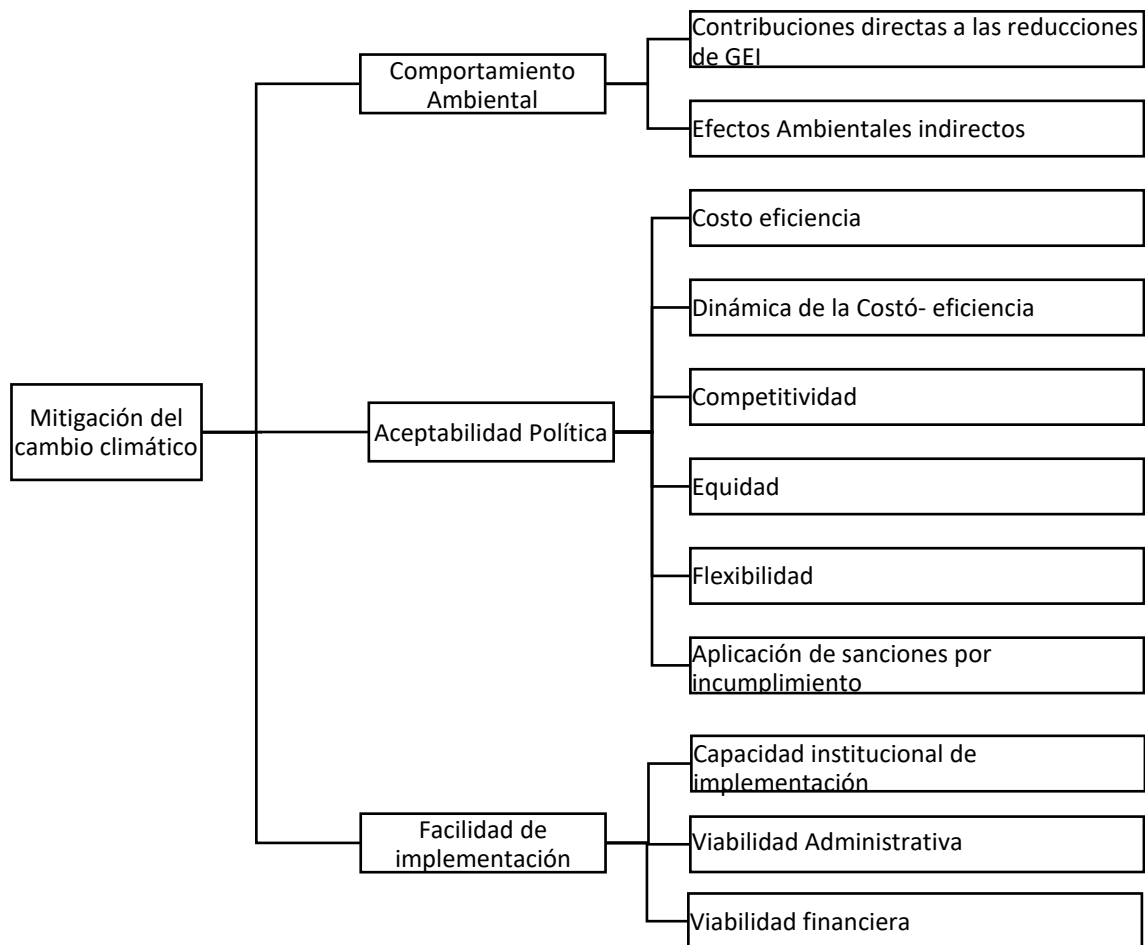 Contribuciones directas a las reducciones
de GEI
Comportamiento
Ambiental
Efectos Ambientales indirectos
Costo eficiencia
Dinámica de la Costó- eficiencia
Mitigación del
cambio climático
Aceptabilidad Política
Competitividad
Equidad
Flexibilidad
Aplicación de sanciones por
incumplimiento
Capacidad institucional de
implementación
Facilidad de
implementación
Viabilidad Administrativa
Viabilidad financiera